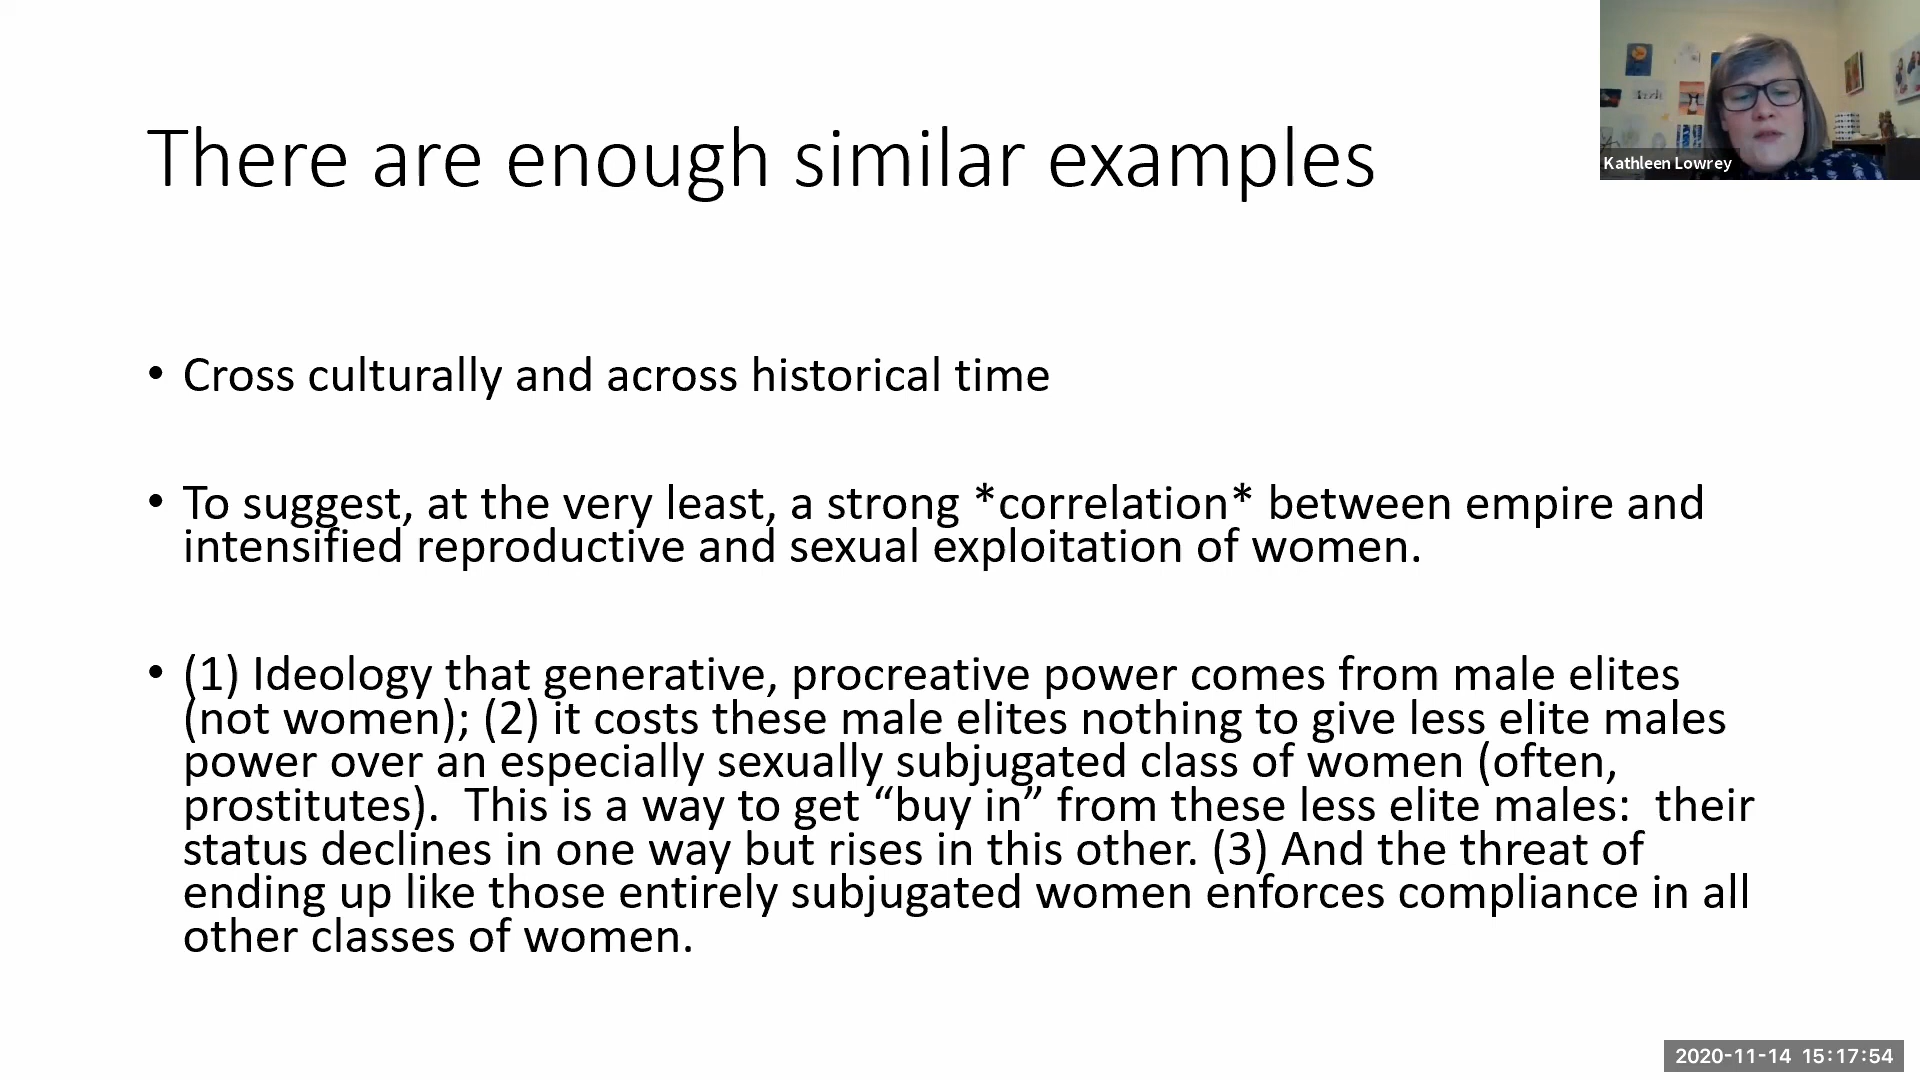 There are enough similar examples
Kathleen Lowrey
• Cross culturally and across historical time
• To suggest, at the very least, a strong *correlation* between empire and
intensified reproductive and sexual exploitation of women.
• (1) Ideology that generative, procreative power comes from male elites
(not women); (2) it costs these male elites nothing to give less elite males
power over an especially sexually subjugated class of women (often,
prostitutes).  This is a way to get “buy in” from these less elite males:  their
status declines in one way but rises in this other. (3) And the threat of
ending up like those entirely subjugated women enforces compliance in all
other classes of women.
2020-11-14 15:17:54